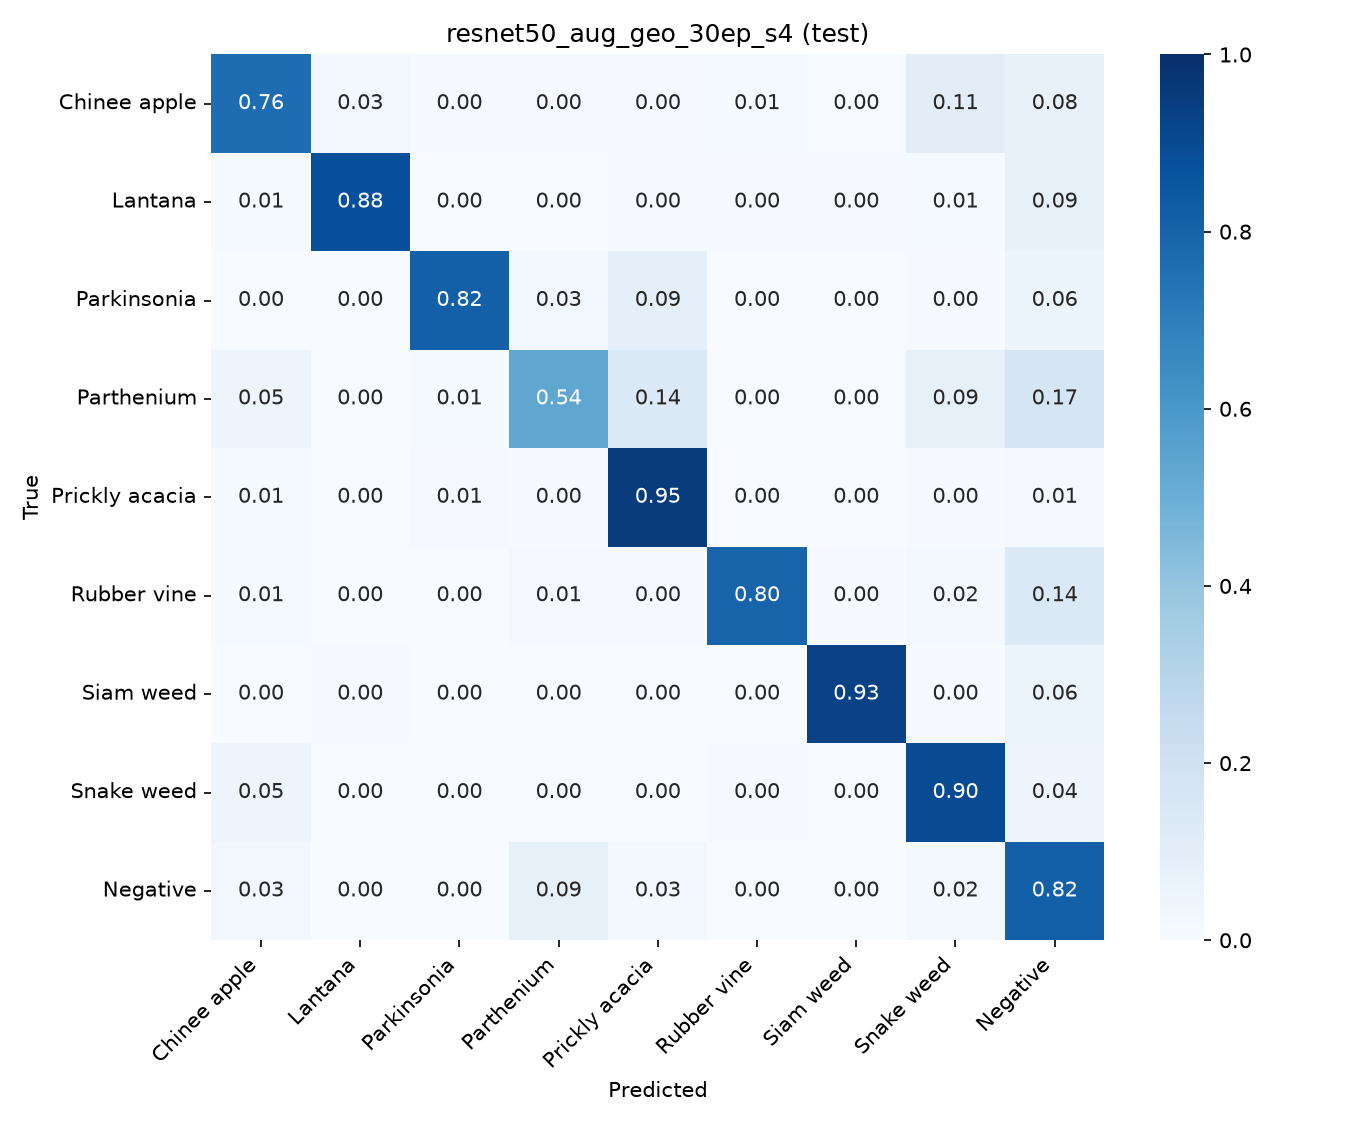 resnet50_aug_geo_30ep_s4 (test)
Chinee apple 0.76 0.03 0.00 0.00 0.00 0.01 0.00 0.11 0.08
Lantana 0.01 0.88 0.00 0.00 0.00 0.00 0.00 0.01 0.09
Parkinsonia 0.00 0.00 0.82 0.03 0.09 0.00 0.00 0.00 0.06
Parthenium 0.05 0.00 0.01 0.54 0.14 0.00 0.00 0.09 0.17
Prickly acacia 0.01 0.00 0.01 0.00 0.95 0.00 0.00 0.00 0.01
Rubber vine 0.01 0.00 0.00 0.01 0.00 0.80 0.00 0.02 0.14
Siam weed 0.00 0.00 0.00 0.00 0.00 0.00 0.93 0.00 0.06
Snake weed 0.05 0.00 0.00 0.00 0.00 0.00 0.00 0.90 0.04
Negative 0.03 0.00 0.00 0.09 0.03 0.00 0.00 0.02 0.82
True
Chinee apple Lantana Parkinsonia Parthenium Prickly acacia Rubber vine Siam weed Snake weed Negative
Predicted
1.0
0.8
0.6
0.4
0.2
0.0